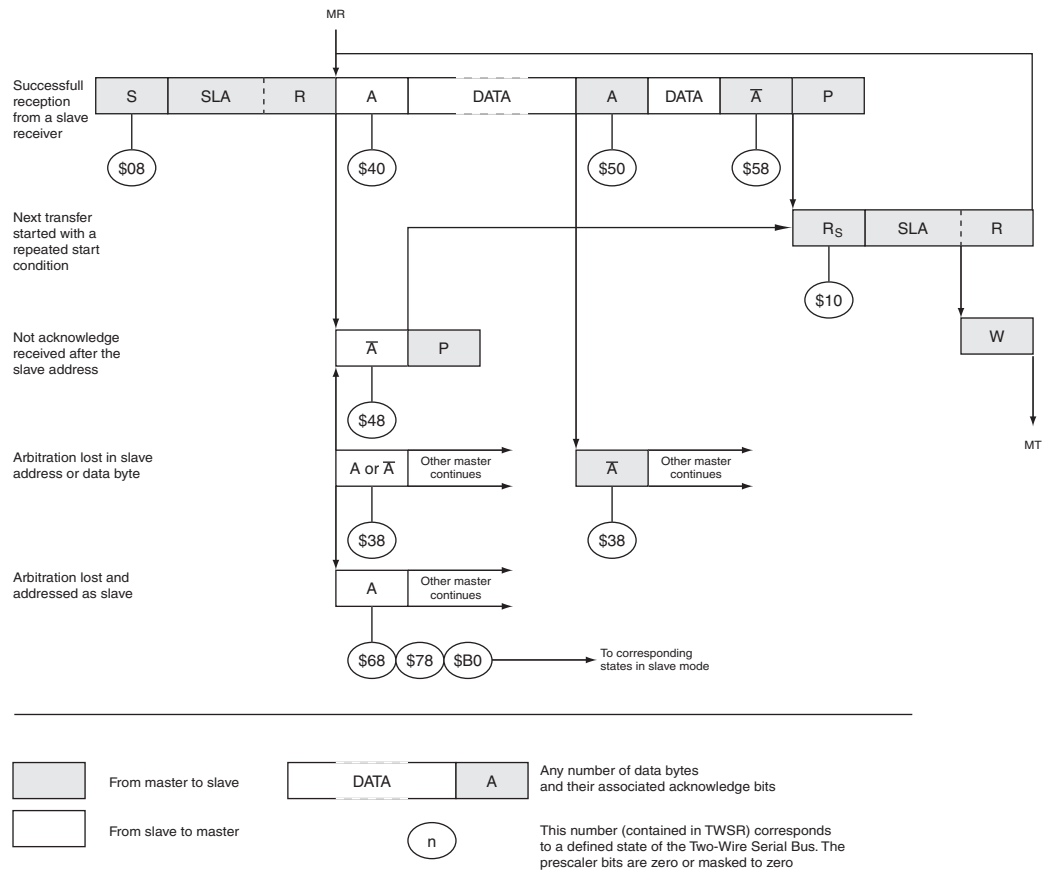 MR
Successfull
reception
from a slave
receiver
S SLA R A DATA A DATA A̅ P
$08 $40 $50 $58
Next transfer
started with a
repeated start
condition
RS SLA R
$10
Not acknowledge
received after the
slave address
A̅ P
W
$48
MT
Arbitration lost in slave
address or data byte
A or A̅
Other master
continues
A̅
Other master
continues
$38 $38
Arbitration lost and
addressed as slave
A
Other master
continues
$68 $78 $B0
To corresponding
states in slave mode
From master to slave
DATA A
Any number of data bytes
and their associated acknowledge bits
From slave to master
n
This number (contained in TWSR) corresponds
to a defined state of the Two-Wire Serial Bus. The
prescaler bits are zero or masked to zero